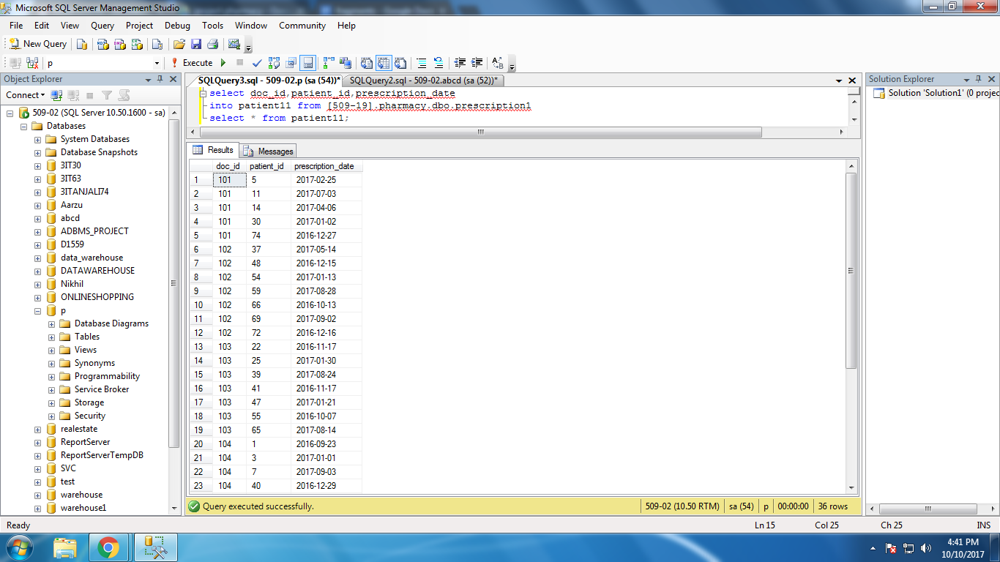 Microsoft SQL Server Management Studio
File Edit View Query Project Debug Tools Window Community Help
New Query
p Execute
Object Explorer
Connect
509-02 (SQL Server 10.50.1600 - sa)
Databases
System Databases
Database Snapshots
3IT30
3IT63
3ITANJALI74
Aarzu
abcd
ADBMS_PROJECT
D1559
data_warehouse
DATAWAREHOUSE
Nikhil
ONLINESHOPPING
p
Database Diagrams
Tables
Views
Synonyms
Programmability
Service Broker
Storage
Security
realestate
ReportServer
ReportServerTempDB
SVC
test
warehouse
warehouse1
SQLQuery3.sql - 509-02.p (sa (54))* SQLQuery2.sql - 509-02.abcd (sa (52))*
select doc_id,patient_id,prescription_date
into patient11 from [509-19].pharmacy.dbo.prescription1
select * from patient11;
Results Messages
doc_id patient_id prescription_date
1 101 5 2017-02-25
2 101 11 2017-07-03
3 101 14 2017-04-06
4 101 30 2017-01-02
5 101 74 2016-12-27
6 102 37 2017-05-14
7 102 48 2016-12-15
8 102 54 2017-01-13
9 102 59 2017-08-28
10 102 66 2016-10-13
11 102 69 2017-09-02
12 102 72 2016-12-16
13 103 22 2016-11-17
14 103 25 2017-01-30
15 103 39 2017-08-24
16 103 41 2016-11-17
17 103 47 2017-01-21
18 103 55 2016-10-07
19 103 65 2017-08-14
20 104 1 2016-09-23
21 104 3 2017-01-01
22 104 7 2017-09-03
23 104 40 2016-12-29
Query executed successfully. 509-02 (10.50 RTM) sa (54) p 00:00:00 36 rows
Solution Explorer
Solution 'Solution1' (0 projec
Ready Ln 15 Col 25 Ch 25 INS
4:41 PM
10/10/2017